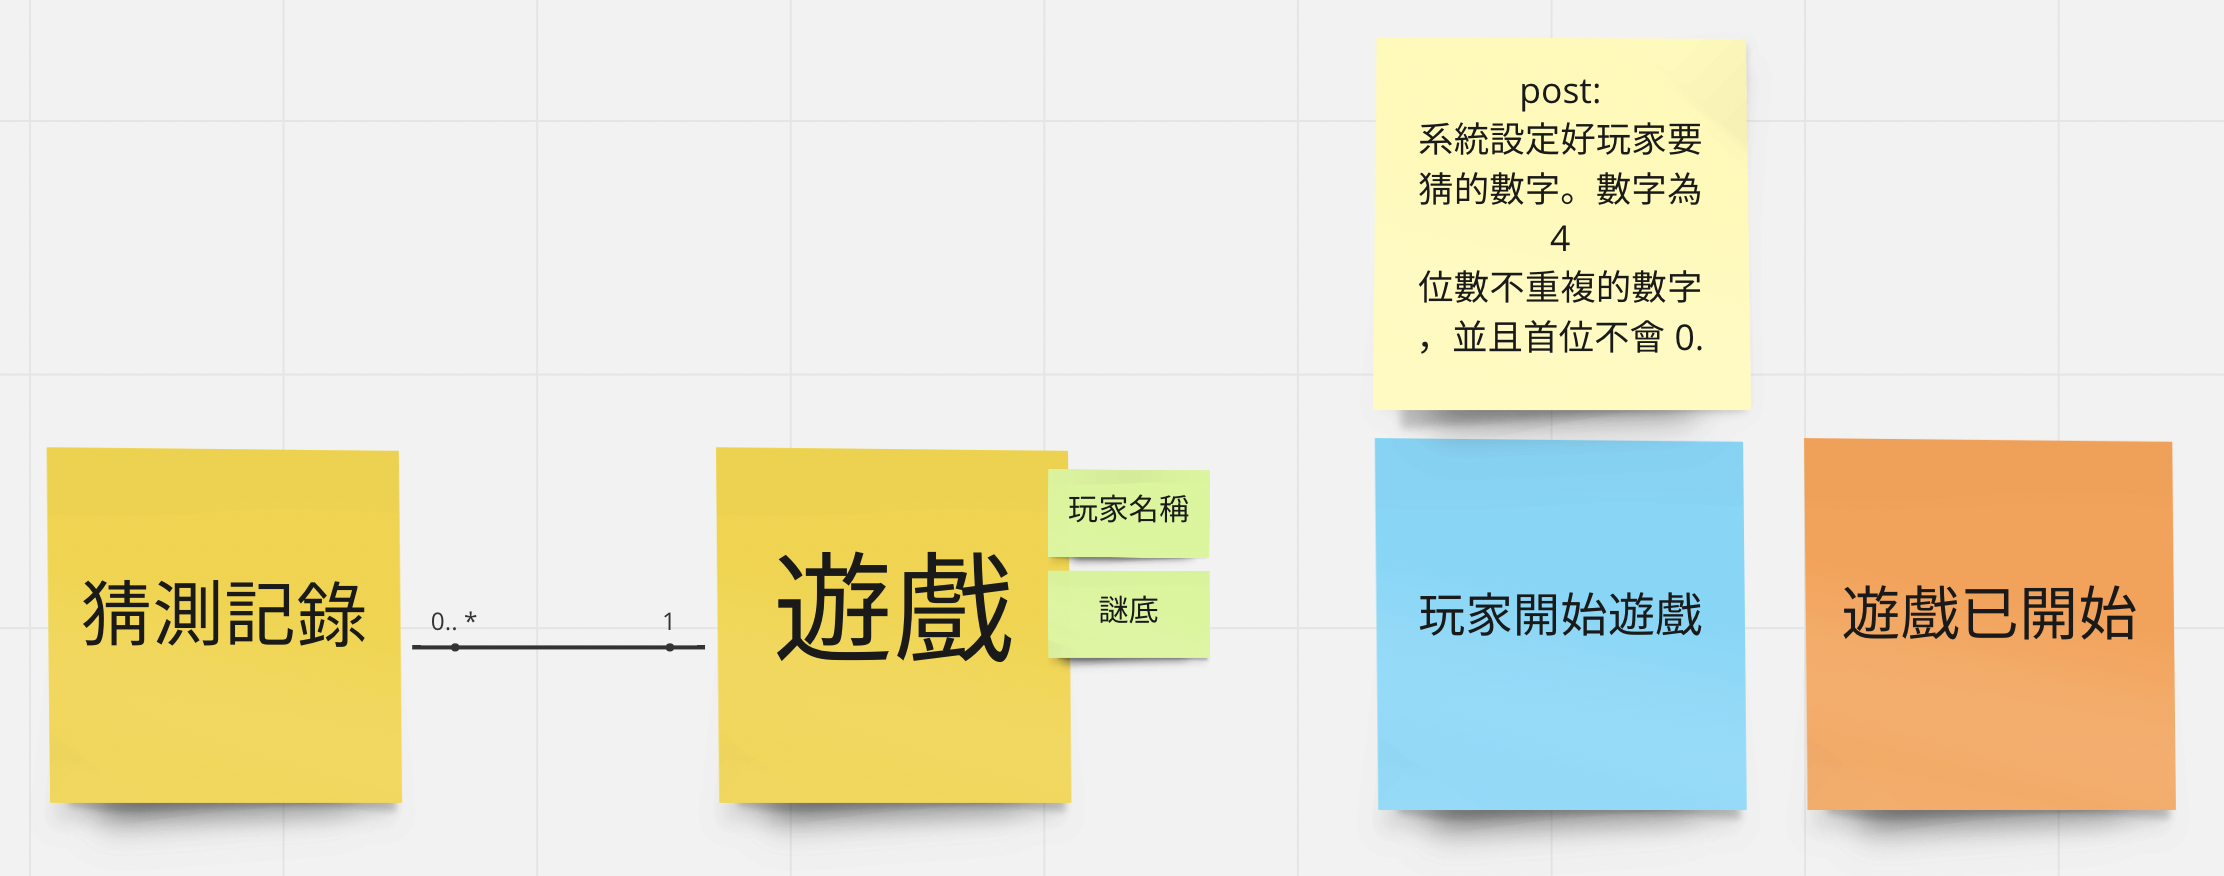 post:
系統設定好玩家要
猜的數字。數字為
4
位數不重複的數字
，並且首位不會 0.
猜測記錄
0.. *
1
遊戲
玩家名稱
謎底
玩家開始遊戲
遊戲已開始